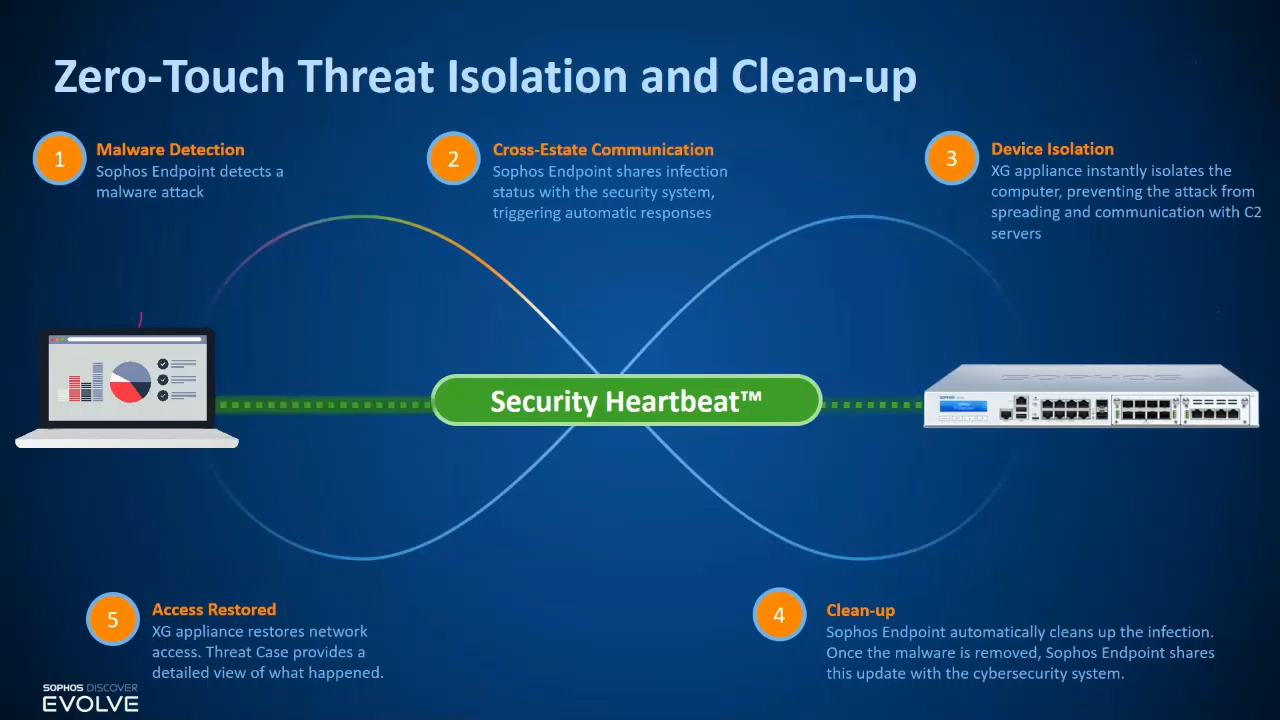 Zero-Touch Threat Isolation and Clean-up
1
Malware Detection
Sophos Endpoint detects a
malware attack
2
Cross-Estate Communication
Sophos Endpoint shares infection
status with the security system,
triggering automatic responses
3
Device Isolation
XG appliance instantly isolates the
computer, preventing the attack from
spreading and communication with C2
servers
Security Heartbeat™
SOPHOS
SOPHOS
5
Access Restored
XG appliance restores network
access. Threat Case provides a
detailed view of what happened.
4
Clean-up
Sophos Endpoint automatically cleans up the infection.
Once the malware is removed, Sophos Endpoint shares
this update with the cybersecurity system.
SOPHOS DISCOVER
EVOLVE